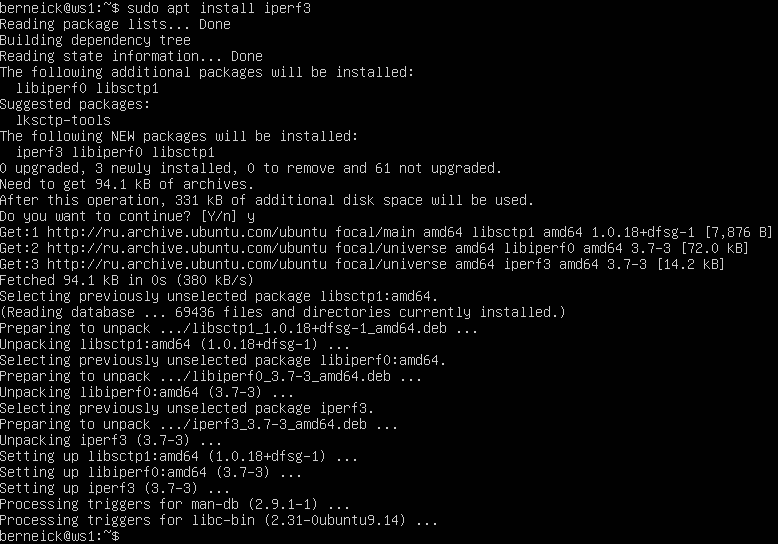 berneick@ws1:~$ sudo apt install iperf3
Reading package lists... Done
Building dependency tree
Reading state information... Done
The following additional packages will be installed:
  libiperf0 libsctp1
Suggested packages:
  lksctp-tools
The following NEW packages will be installed:
  iperf3 libiperf0 libsctp1
0 upgraded, 3 newly installed, 0 to remove and 61 not upgraded.
Need to get 94.1 kB of archives.
After this operation, 331 kB of additional disk space will be used.
Do you want to continue? [Y/n] y
Get:1 http://ru.archive.ubuntu.com/ubuntu focal/main amd64 libsctp1 amd64 1.0.18+dfsg-1 [7,876 B]
Get:2 http://ru.archive.ubuntu.com/ubuntu focal/universe amd64 libiperf0 amd64 3.7-3 [72.0 kB]
Get:3 http://ru.archive.ubuntu.com/ubuntu focal/universe amd64 iperf3 amd64 3.7-3 [14.2 kB]
Fetched 94.1 kB in 0s (380 kB/s)
Selecting previously unselected package libsctp1:amd64.
(Reading database ... 69436 files and directories currently installed.)
Preparing to unpack .../libsctp1_1.0.18+dfsg-1_amd64.deb ...
Unpacking libsctp1:amd64 (1.0.18+dfsg-1) ...
Selecting previously unselected package libiperf0:amd64.
Preparing to unpack .../libiperf0_3.7-3_amd64.deb ...
Unpacking libiperf0:amd64 (3.7-3) ...
Selecting previously unselected package iperf3.
Preparing to unpack .../iperf3_3.7-3_amd64.deb ...
Unpacking iperf3 (3.7-3) ...
Setting up libsctp1:amd64 (1.0.18+dfsg-1) ...
Setting up libiperf0:amd64 (3.7-3) ...
Setting up iperf3 (3.7-3) ...
Processing triggers for man-db (2.9.1-1) ...
Processing triggers for libc-bin (2.31-0ubuntu9.14) ...
berneick@ws1:~$